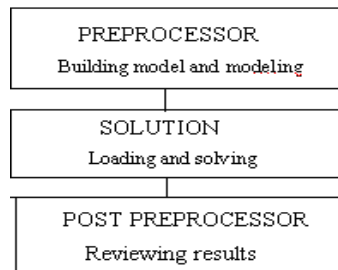 PREPROCESSOR
Building model and modeling
SOLUTION
Loading and solving
POST PREPROCESSOR
Reviewing results